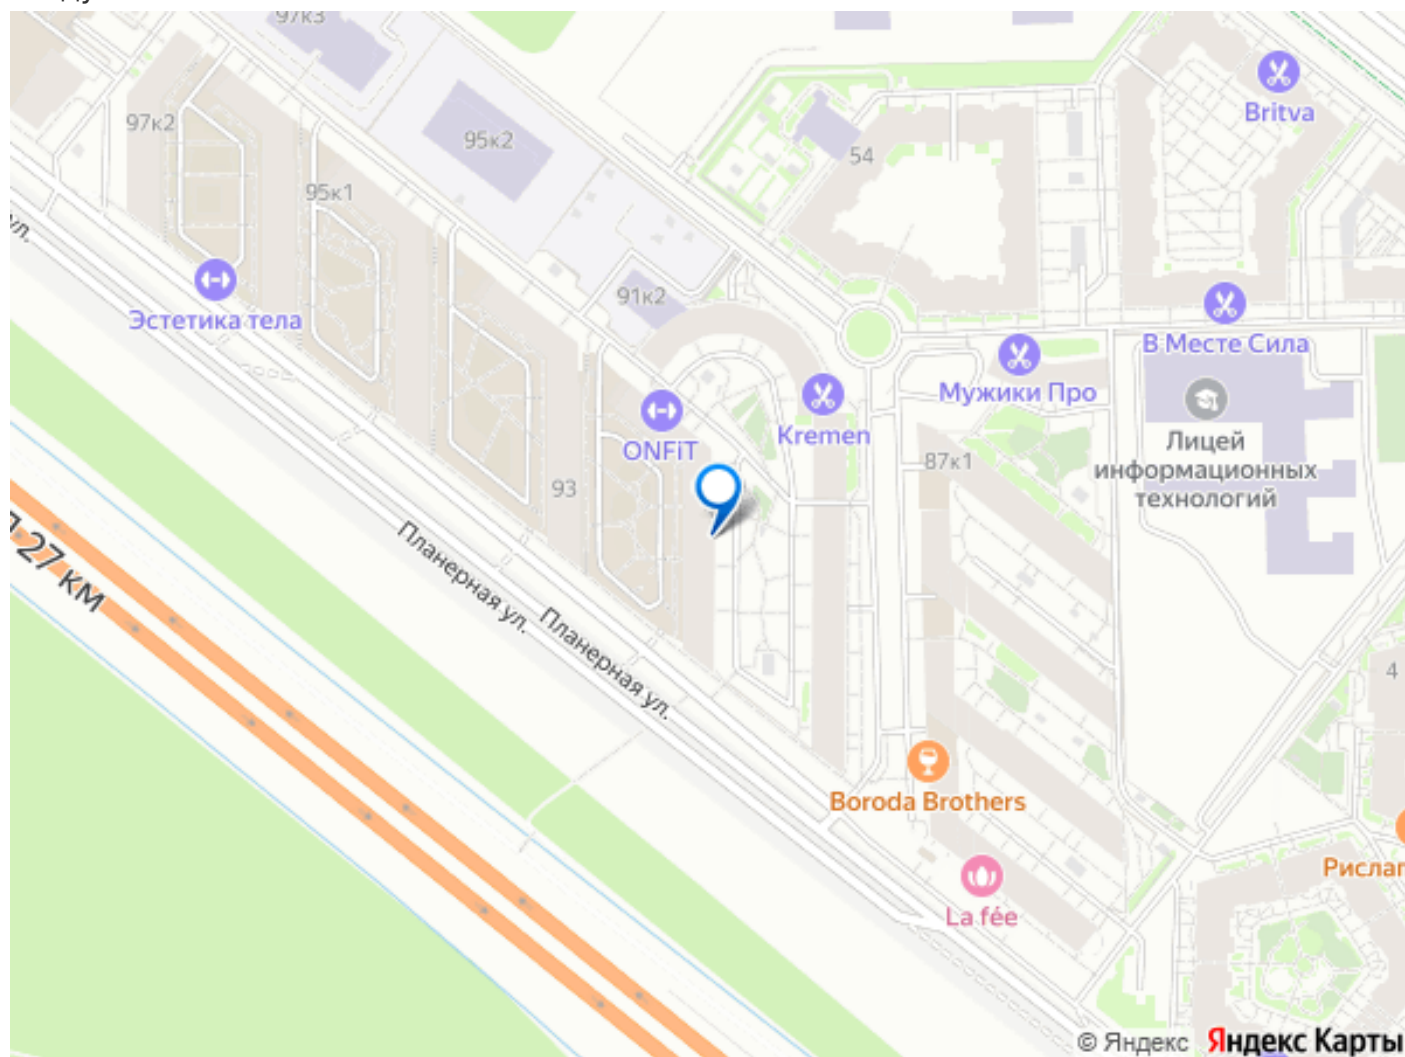 97к3
Britva
97к2
95к2
54
95к1
ул.
Эстетика тела
91к2
В Месте Сила
Мужики Про
Kremen
ONFiT
Лицей
информационных
технологий
87к1
93
27 км
Планерная ул.
Планерная ул.
4
Boroda Brothers
La fée
Рислаг
© Яндекс Яндекс Карты